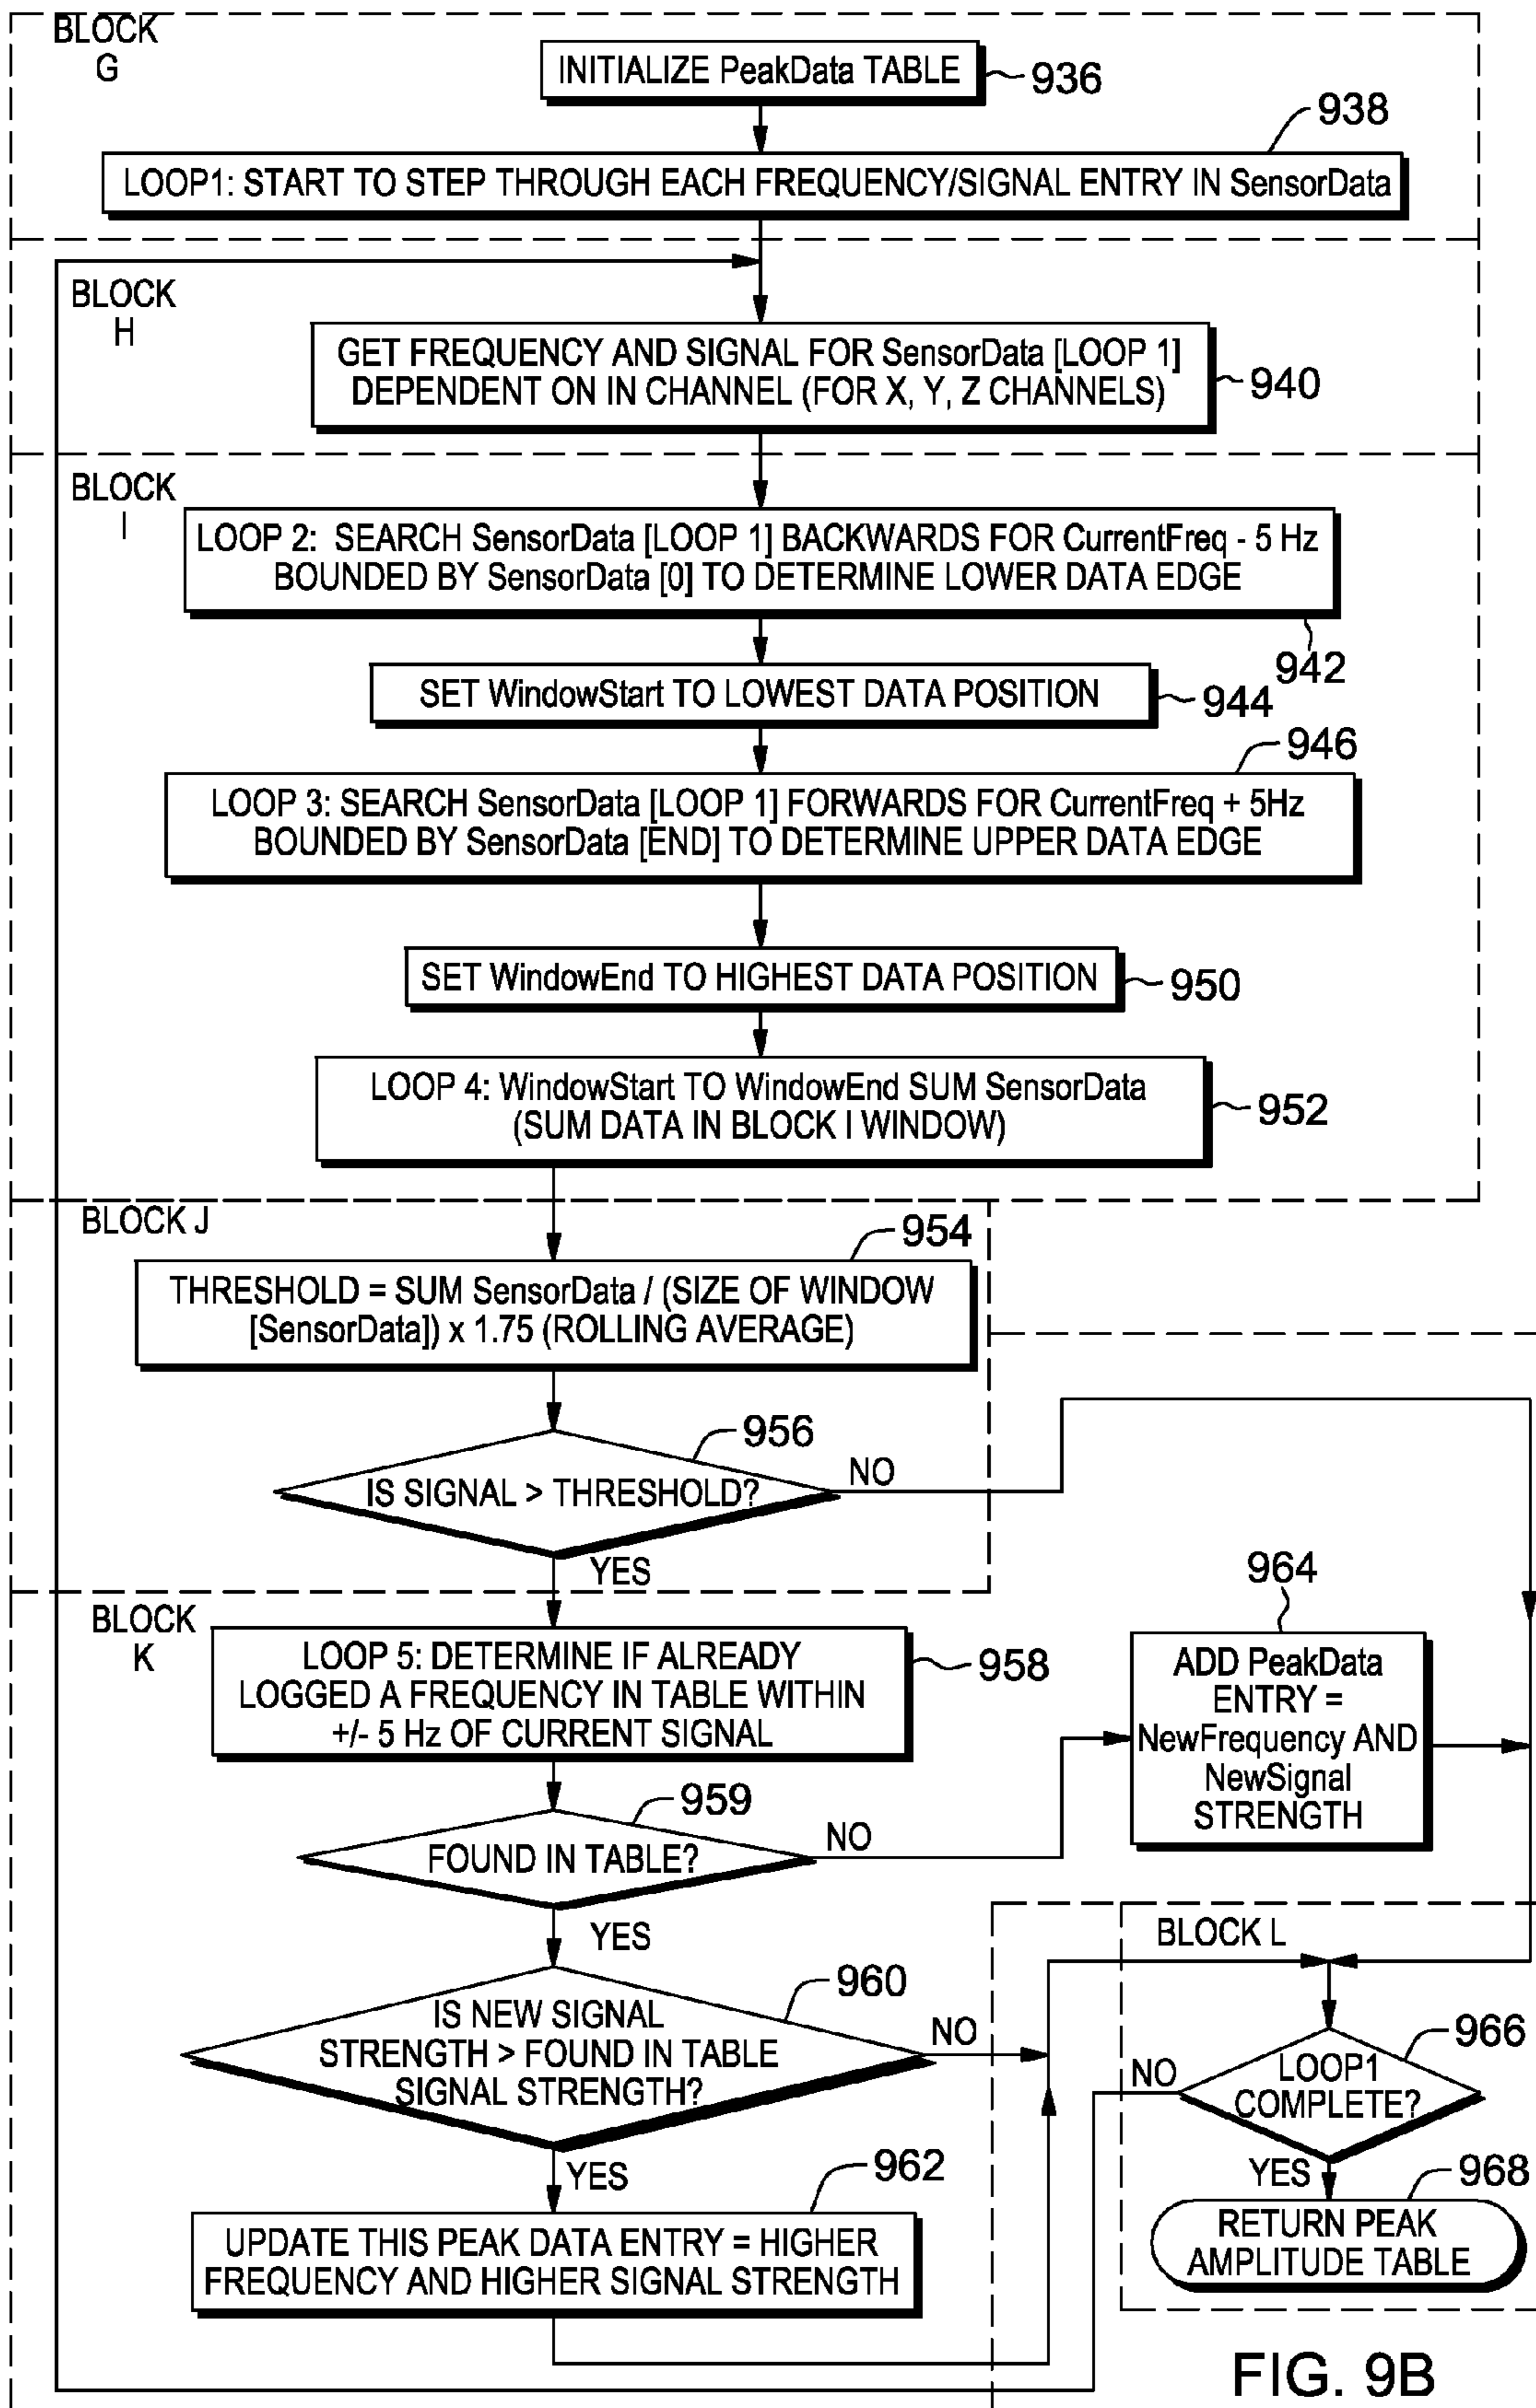 BLOCK
G
INITIALIZE PeakData TABLE
936
938
LOOP1: START TO STEP THROUGH EACH FREQUENCY/SIGNAL ENTRY IN SensorData
BLOCK
H
GET FREQUENCY AND SIGNAL FOR SensorData [LOOP 1]
DEPENDENT ON IN CHANNEL (FOR X, Y, Z CHANNELS)
940
BLOCK
I
LOOP 2: SEARCH SensorData [LOOP 1] BACKWARDS FOR CurrentFreq - 5 Hz
BOUNDED BY SensorData [0] TO DETERMINE LOWER DATA EDGE
942
SET WindowStart TO LOWEST DATA POSITION
944
946
LOOP 3: SEARCH SensorData [LOOP 1] FORWARDS FOR CurrentFreq + 5Hz
BOUNDED BY SensorData [END] TO DETERMINE UPPER DATA EDGE
SET WindowEnd TO HIGHEST DATA POSITION
950
LOOP 4: WindowStart TO WindowEnd SUM SensorData
(SUM DATA IN BLOCK I WINDOW)
952
BLOCK J
954
THRESHOLD = SUM SensorData / (SIZE OF WINDOW
[SensorData]) x 1.75 (ROLLING AVERAGE)
956
IS SIGNAL > THRESHOLD?
NO
YES
BLOCK
K
LOOP 5: DETERMINE IF ALREADY
LOGGED A FREQUENCY IN TABLE WITHIN
+/- 5 Hz OF CURRENT SIGNAL
958
964
ADD PeakData
ENTRY =
NewFrequency AND
NewSignal
STRENGTH
959
FOUND IN TABLE?
NO
YES
960
IS NEW SIGNAL
STRENGTH > FOUND IN TABLE
SIGNAL STRENGTH?
NO
YES
962
UPDATE THIS PEAK DATA ENTRY = HIGHER
FREQUENCY AND HIGHER SIGNAL STRENGTH
BLOCK L
966
LOOP1
COMPLETE?
NO
YES
968
RETURN PEAK
AMPLITUDE TABLE
FIG. 9B